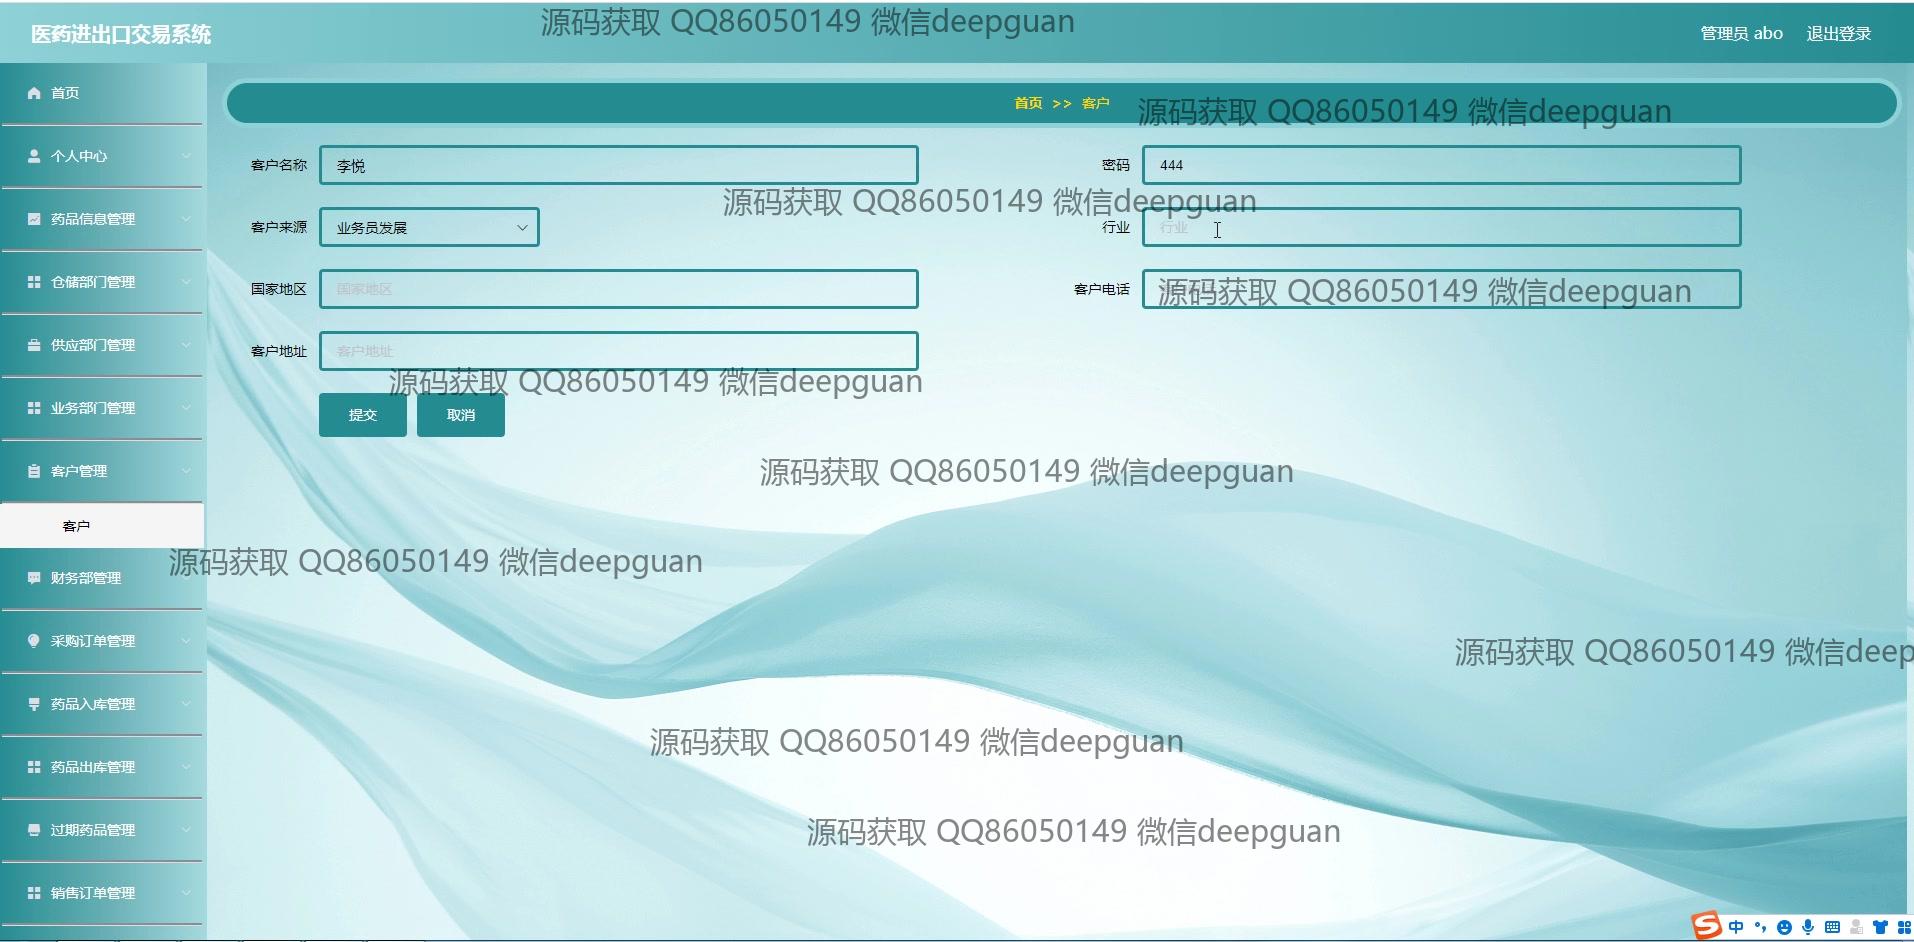 医药进出口交易系统
源码获取 QQ86050149 微信deepguan
管理员 abo 退出登录
首页
首页 >> 客户
源码获取 QQ86050149 微信deepguan
个人中心
客户名称 李悦
密码 444
源码获取 QQ86050149 微信deepguan
药品信息管理
客户来源 业务员发展
行业 行业
仓储部门管理
国家地区 国家地区
客户电话
源码获取 QQ86050149 微信deepguan
供应部门管理
客户地址 客户地址
源码获取 QQ86050149 微信deepguan
业务部门管理
提交 取消
客户管理
源码获取 QQ86050149 微信deepguan
客户
源码获取 QQ86050149 微信deepguan
财务部管理
采购订单管理
源码获取 QQ86050149 微信deep
药品入库管理
源码获取 QQ86050149 微信deepguan
药品出库管理
过期药品管理
源码获取 QQ86050149 微信deepguan
销售订单管理
中